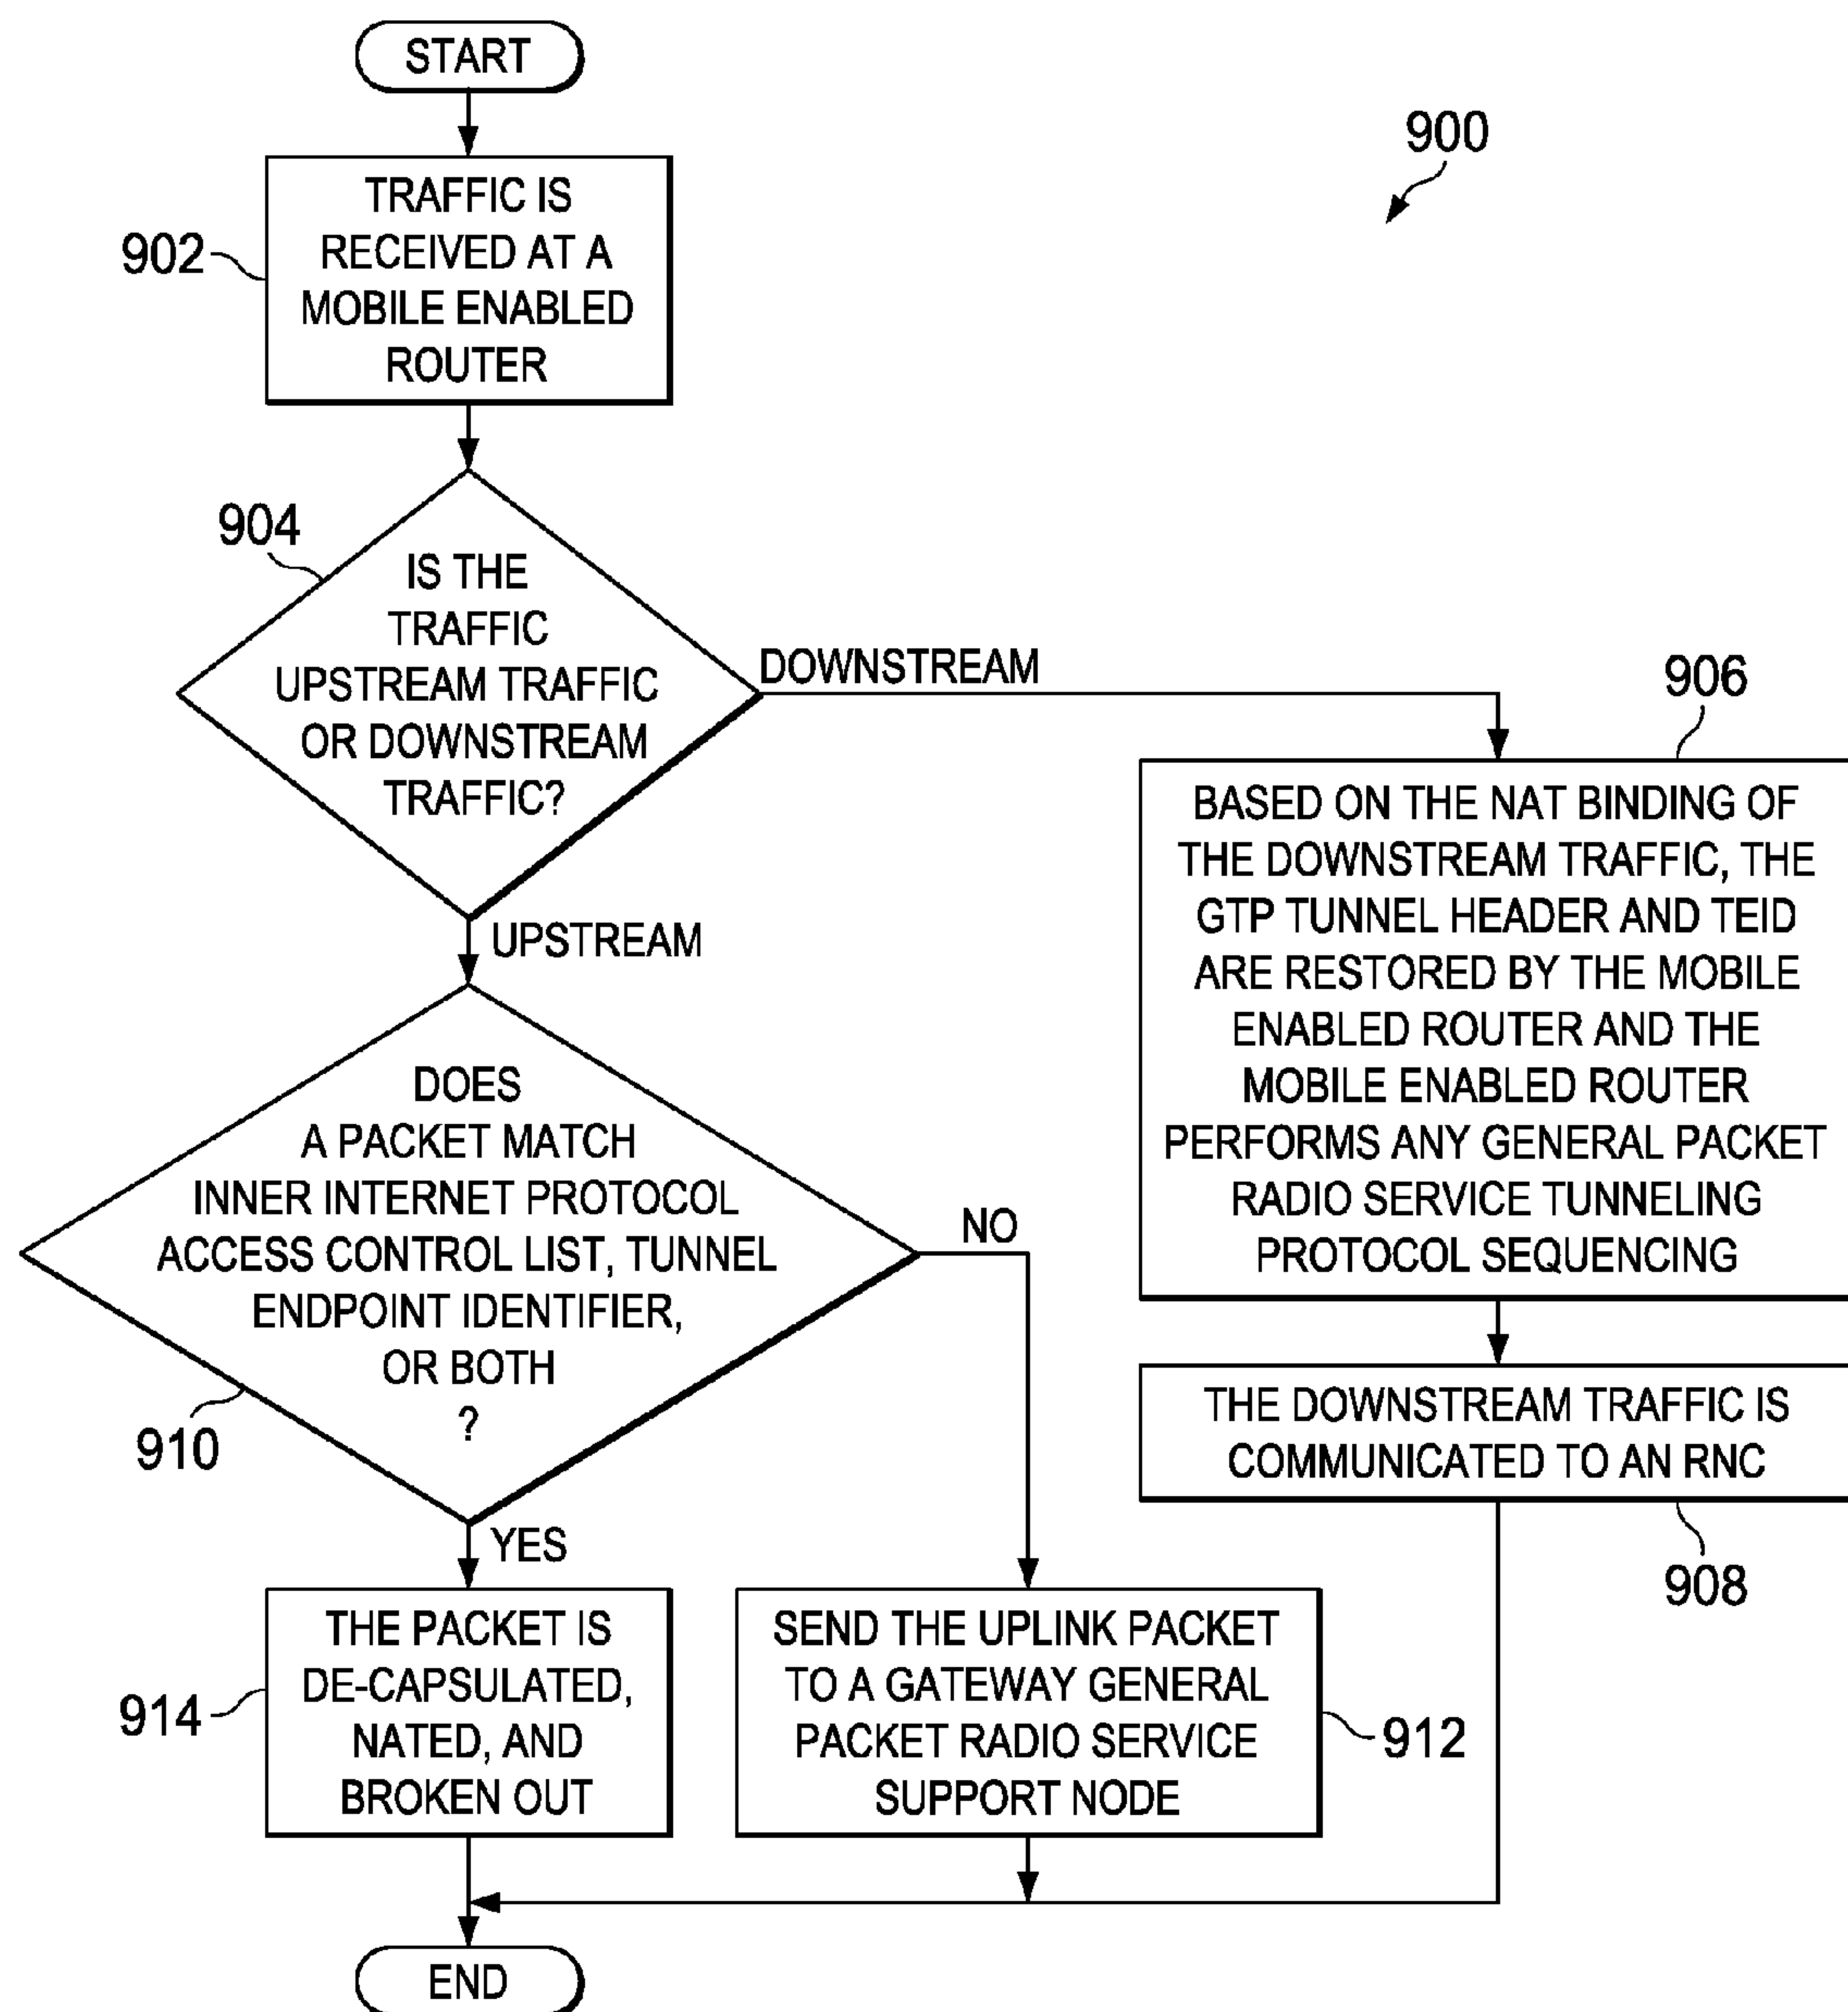 START
900
902
TRAFFIC IS
RECEIVED AT A
MOBILE ENABLED
ROUTER
904
IS THE
TRAFFIC
UPSTREAM TRAFFIC
OR DOWNSTREAM
TRAFFIC?
DOWNSTREAM
UPSTREAM
906
BASED ON THE NAT BINDING OF
THE DOWNSTREAM TRAFFIC, THE
GTP TUNNEL HEADER AND TEID
ARE RESTORED BY THE MOBILE
ENABLED ROUTER AND THE
MOBILE ENABLED ROUTER
PERFORMS ANY GENERAL PACKET
RADIO SERVICE TUNNELING
PROTOCOL SEQUENCING
THE DOWNSTREAM TRAFFIC IS
COMMUNICATED TO AN RNC
908
DOES
A PACKET MATCH
INNER INTERNET PROTOCOL
ACCESS CONTROL LIST, TUNNEL
ENDPOINT IDENTIFIER,
OR BOTH
?
910
NO
YES
914
THE PACKET IS
DE-CAPSULATED,
NATED, AND
BROKEN OUT
SEND THE UPLINK PACKET
TO A GATEWAY GENERAL
PACKET RADIO SERVICE
SUPPORT NODE
912
END